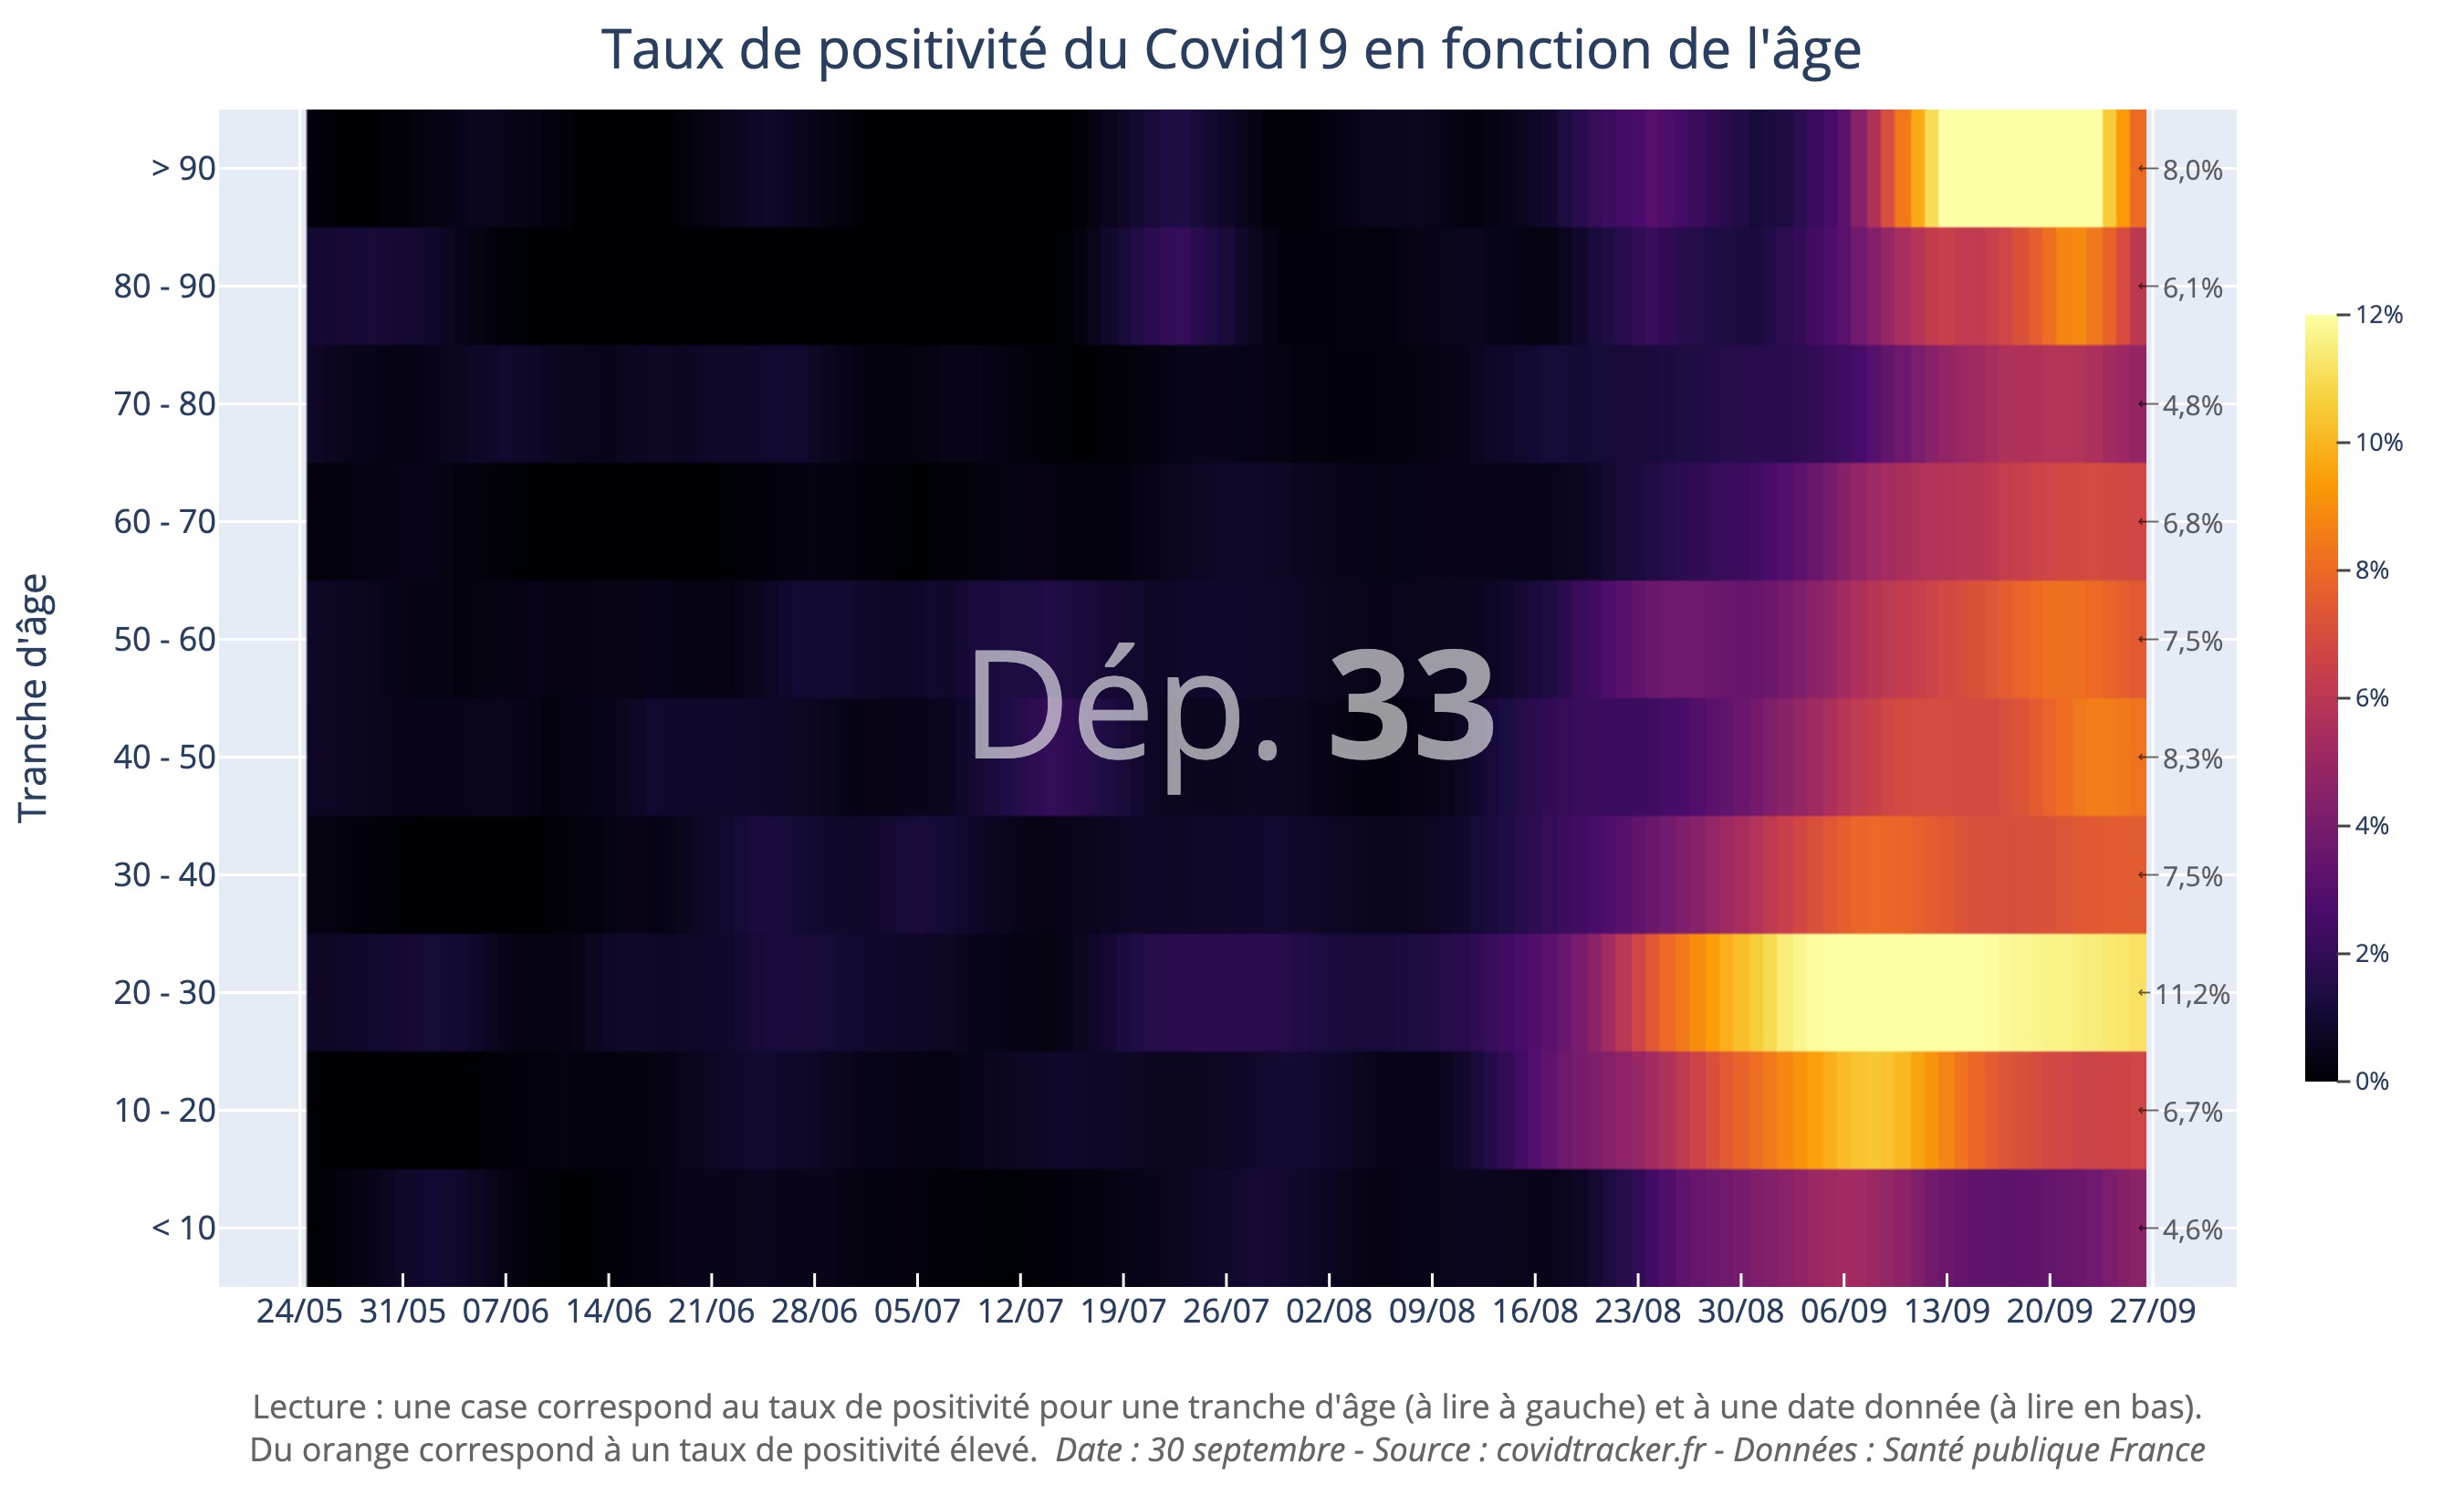 Taux de positivité du Covid19 en fonction de l'âge
Tranche d'âge
> 90
80 - 90
70 - 80
60 - 70
50 - 60
40 - 50
30 - 40
20 - 30
10 - 20
< 10
Dép. 33
8,0%
6,1%
4,8%
6,8%
7,5%
8,3%
7,5%
11,2%
6,7%
4,6%
12%
10%
8%
6%
4%
2%
0%
24/05 31/05 07/06 14/06 21/06 28/06 05/07 12/07 19/07 26/07 02/08 09/08 16/08 23/08 30/08 06/09 13/09 20/09 27/09
Lecture : une case correspond au taux de positivité pour une tranche d'âge (à lire à gauche) et à une date donnée (à lire en bas).
Du orange correspond à un taux de positivité élevé. Date : 30 septembre - Source : covidtracker.fr - Données : Santé publique France